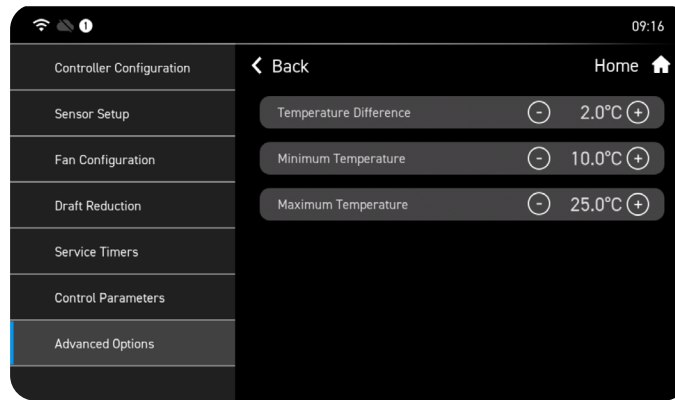 1 09:16
Controller Configuration
Sensor Setup
Fan Configuration
Draft Reduction
Service Timers
Control Parameters
Advanced Options
Back Home
Temperature Difference - 2.0°C +
Minimum Temperature - 10.0°C +
Maximum Temperature - 25.0°C +